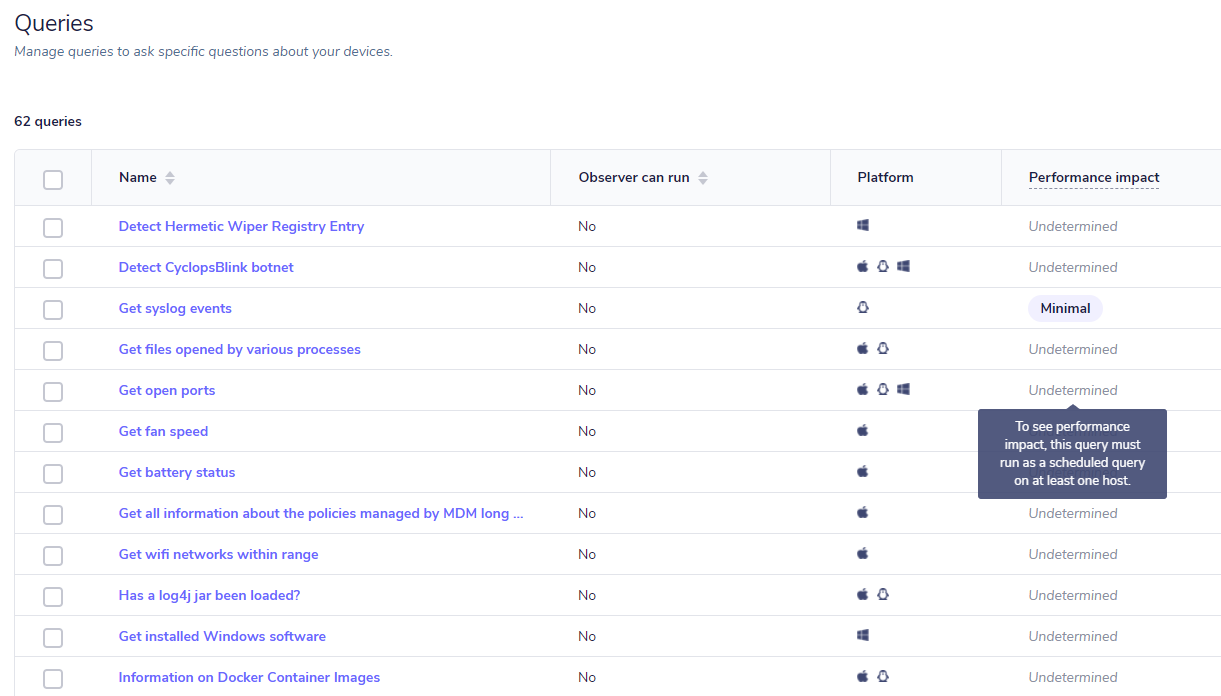 Queries
Manage queries to ask specific questions about your devices.
62 queries
Name Observer can run Platform Performance impact
Detect Hermetic Wiper Registry Entry No Undetermined
Detect CyclopsBlink botnet No Undetermined
Get syslog events No Minimal
Get files opened by various processes No Undetermined
Get open ports No Undetermined
To see performance
impact, this query must
run as a scheduled query
on at least one host.
Get fan speed No
Get battery status No
Get all information about the policies managed by MDM long ... No Undetermined
Get wifi networks within range No Undetermined
Has a log4j jar been loaded? No Undetermined
Get installed Windows software No Undetermined
Information on Docker Container Images No Undetermined